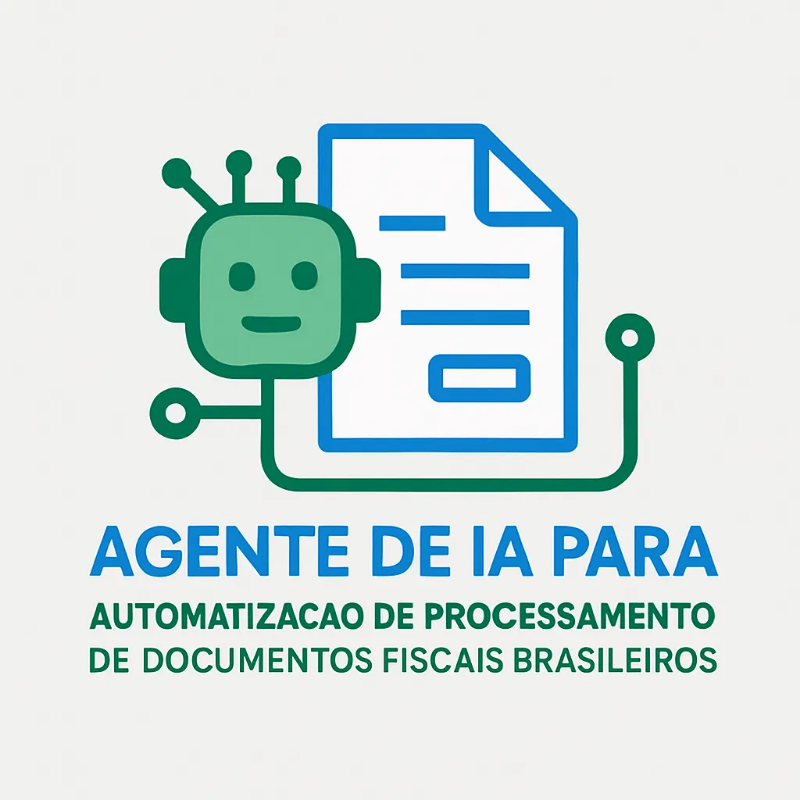 AGENTE DE IA PARA
AUTOMATIZACAO DE PROCESSAMENTO
DE DOCUMENTOS FISCAIS BRASILEIROS